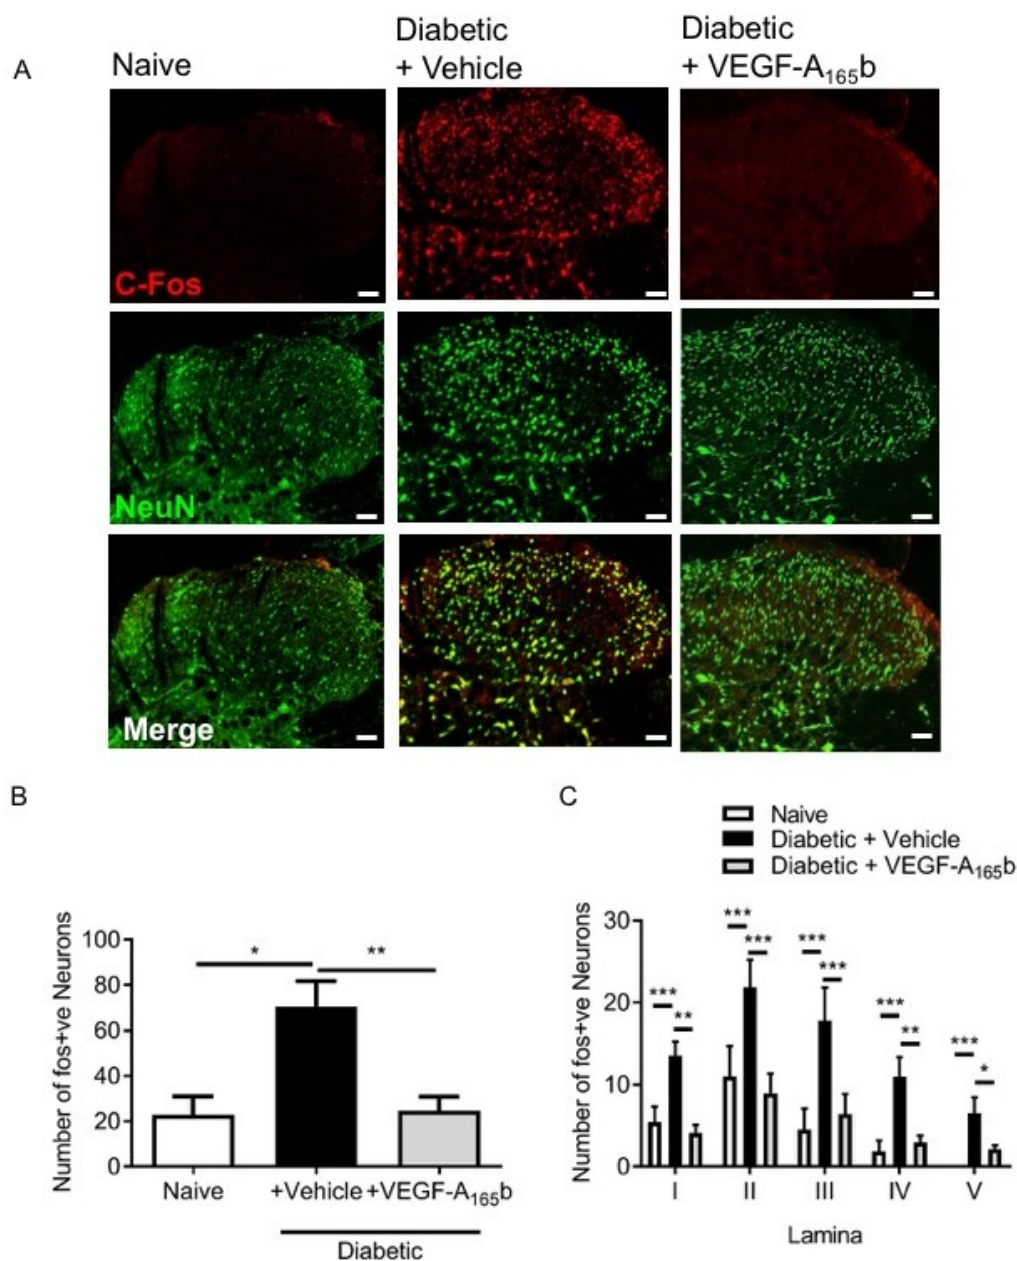 A
Naive
Diabetic
+ Vehicle
Diabetic
+ VEGF-A₁₆₅b
C-Fos
NeuN
Merge
B
Number of fos+ve Neurons
100
80
60
40
20
0
*
**
Naive
+Vehicle
+VEGF-A₁₆₅b
Diabetic
C
Naive
Diabetic + Vehicle
Diabetic + VEGF-A₁₆₅b
Number of fos+ve Neurons
30
20
10
0
***
**
***
***
***
***
***
**
***
*
I
II
III
IV
V
Lamina